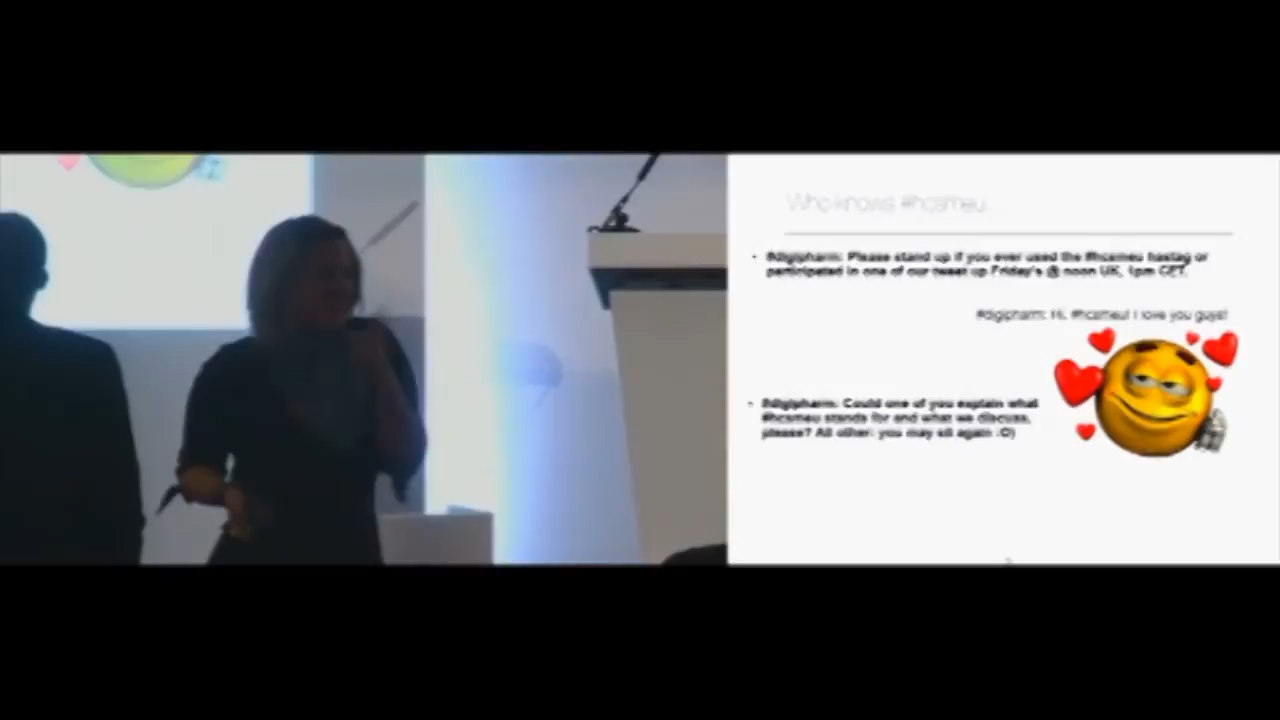 Who knows #hcsmeu
• #digipharm: Please stand up if you ever used the #hcsmeu hastag or
participated in one of our tweet up Friday's @ noon UK, 1pm CET.
#digipharm: Hi, #hcsmeu! I love you guys!
• #digipharm: Could one of you explain what
#hcsmeu stands for and what we discuss,
please? All other: you may sit again :O)